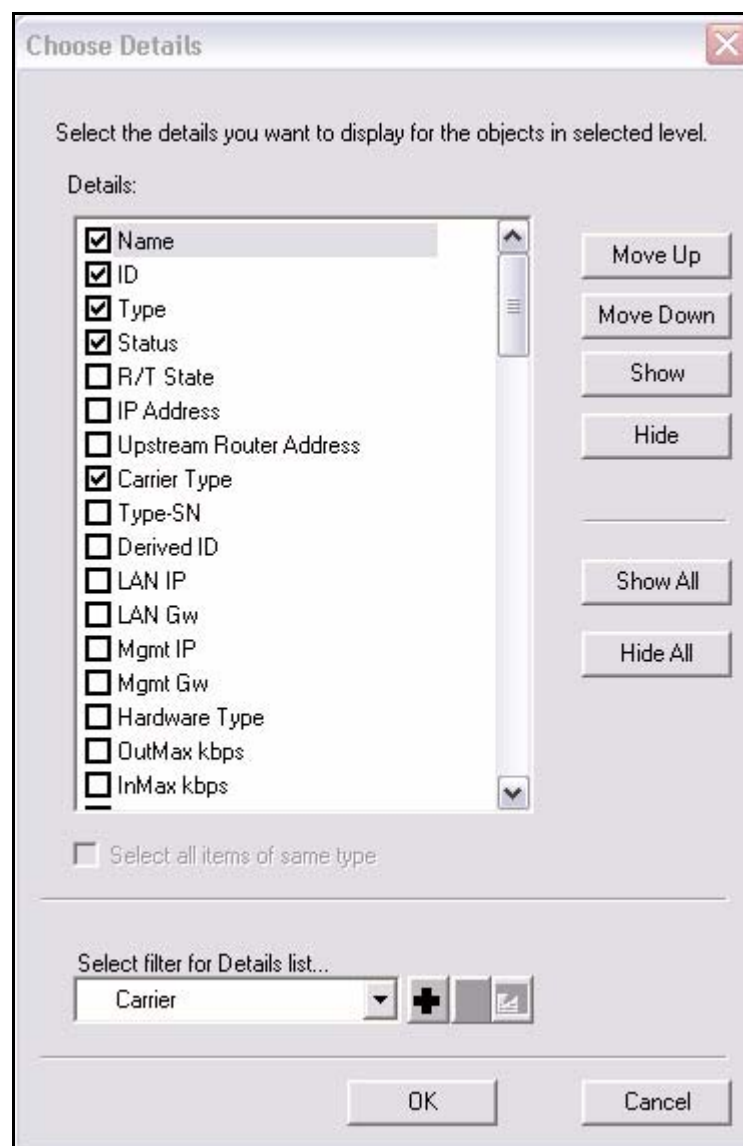 Choose Details
Select the details you want to display for the objects in selected level.
Details:
Name
ID
Type
Status
R/T State
IP Address
Upstream Router Address
Carrier Type
Type-SN
Derived ID
LAN IP
LAN Gw
Mgmt IP
Mgmt Gw
Hardware Type
OutMax kbps
InMax kbps
Move Up
Move Down
Show
Hide
Show All
Hide All
Select all items of same type
Select filter for Details list...
Carrier
OK
Cancel